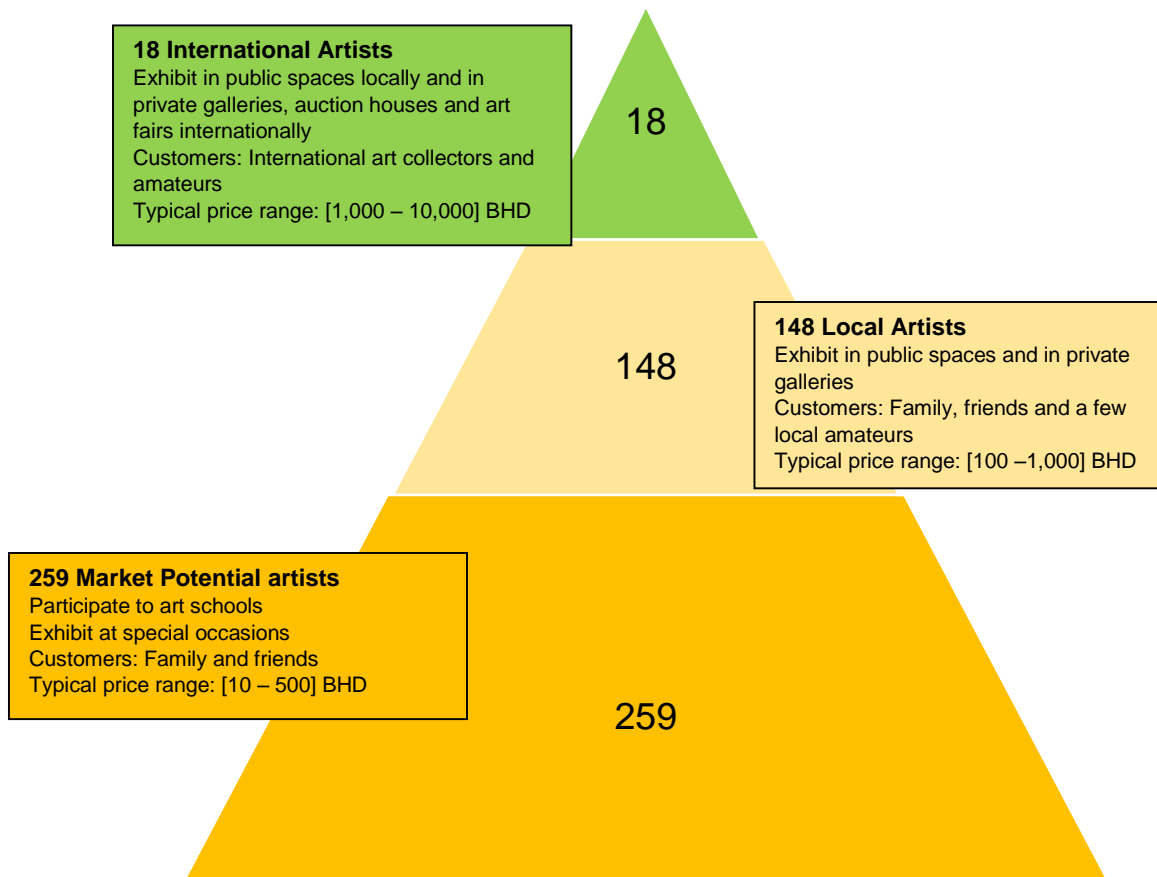 18 International Artists
Exhibit in public spaces locally and in
private galleries, auction houses and art
fairs internationally
Customers: International art collectors and
amateurs
Typical price range: [1,000 – 10,000] BHD
18
148
148 Local Artists
Exhibit in public spaces and in private
galleries
Customers: Family, friends and a few
local amateurs
Typical price range: [100 –1,000] BHD
259 Market Potential artists
Participate to art schools
Exhibit at special occasions
Customers: Family and friends
Typical price range: [10 – 500] BHD
259